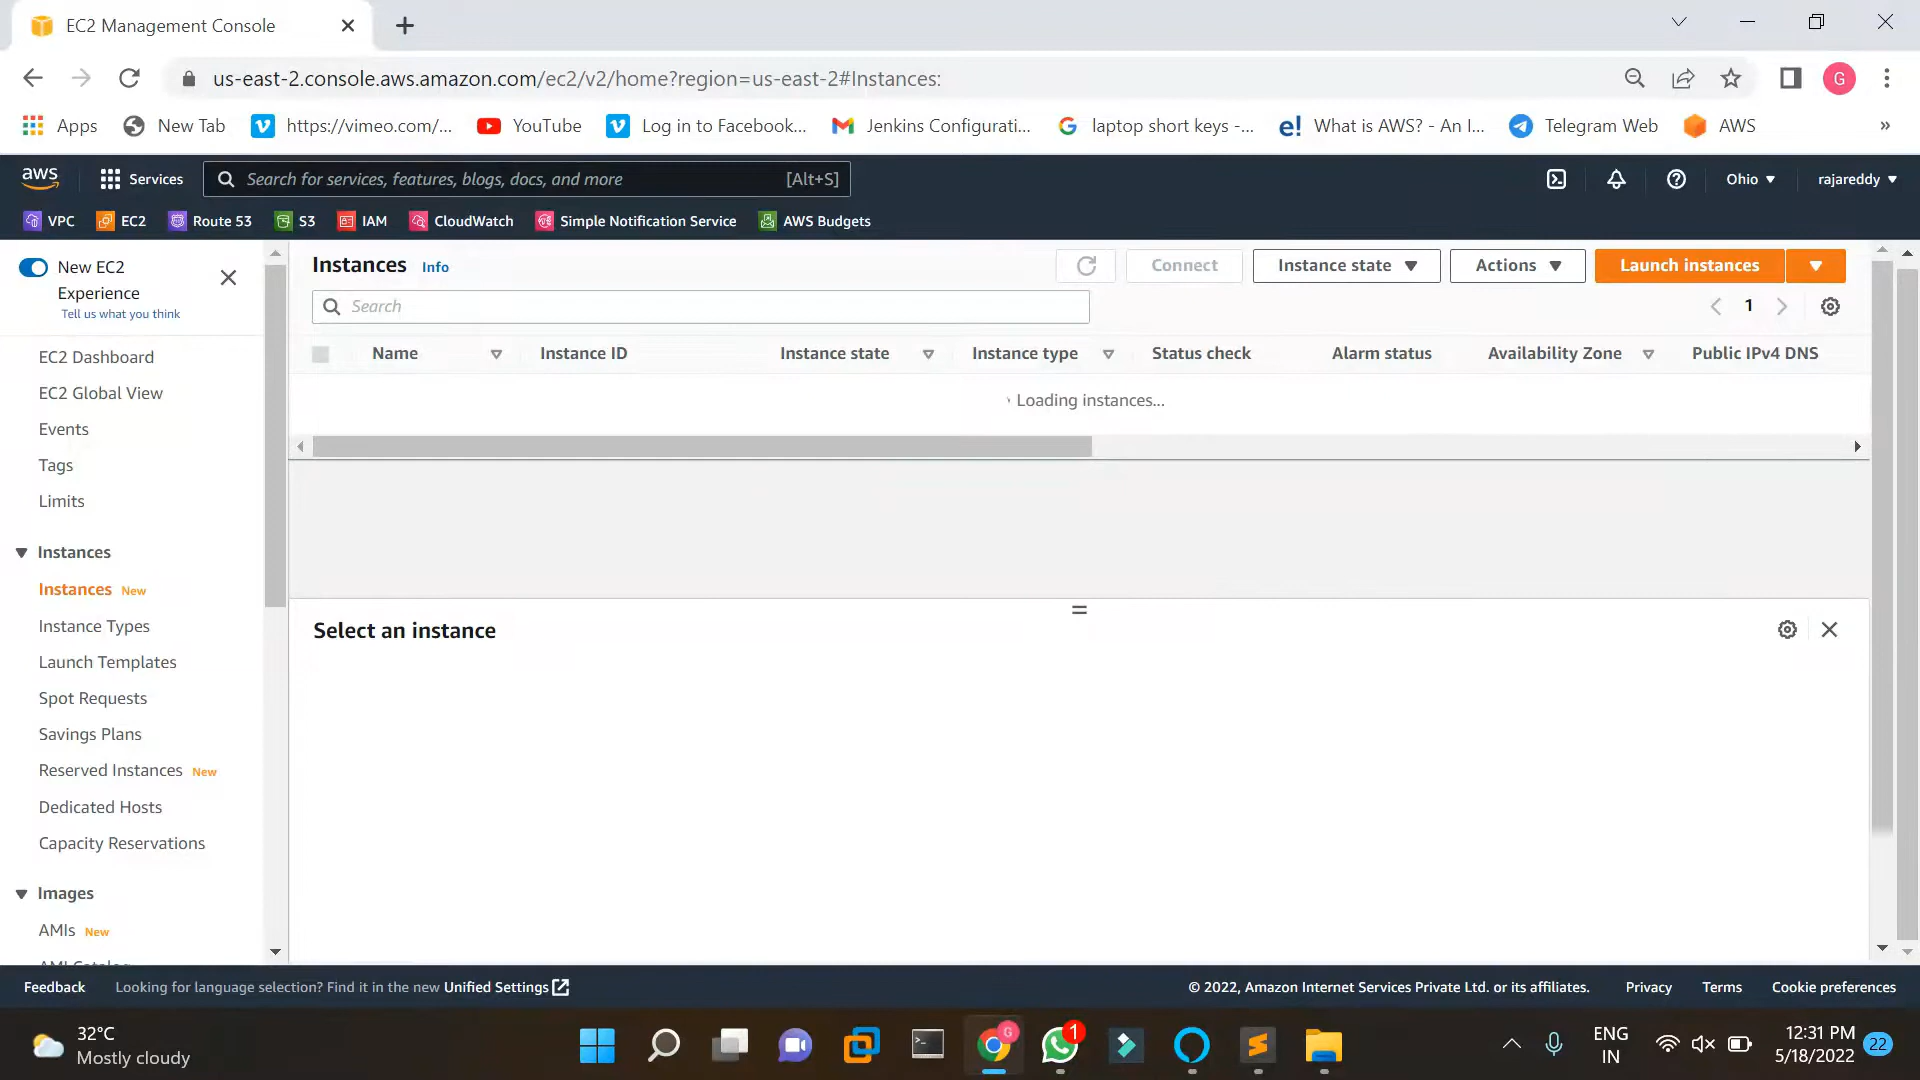 EC2 Management Console
us-east-2.console.aws.amazon.com/ec2/v2/home?region=us-east-2#Instances:
G
Apps New Tab https://vimeo.com/... YouTube Log in to Facebook... Jenkins Configurati... laptop short keys -... e! What is AWS? - An I... Telegram Web AWS »
aws Services Search for services, features, blogs, docs, and more [Alt+S] Ohio rajareddy
VPC EC2 Route 53 S3 IAM CloudWatch Simple Notification Service AWS Budgets
New EC2
Experience
Tell us what you think
EC2 Dashboard
EC2 Global View
Events
Tags
Limits
Instances
Instances New
Instance Types
Launch Templates
Spot Requests
Savings Plans
Reserved Instances New
Dedicated Hosts
Capacity Reservations
Images
AMIs New
AMI Catalog
Instances Info Connect Instance state Actions Launch instances
Search 1
Name Instance ID Instance state Instance type Status check Alarm status Availability Zone Public IPv4 DNS
Loading instances...
Select an instance
Feedback Looking for language selection? Find it in the new Unified Settings © 2022, Amazon Internet Services Private Ltd. or its affiliates. Privacy Terms Cookie preferences
32°C
Mostly cloudy
G
1
ENG
IN
12:31 PM
5/18/2022
22